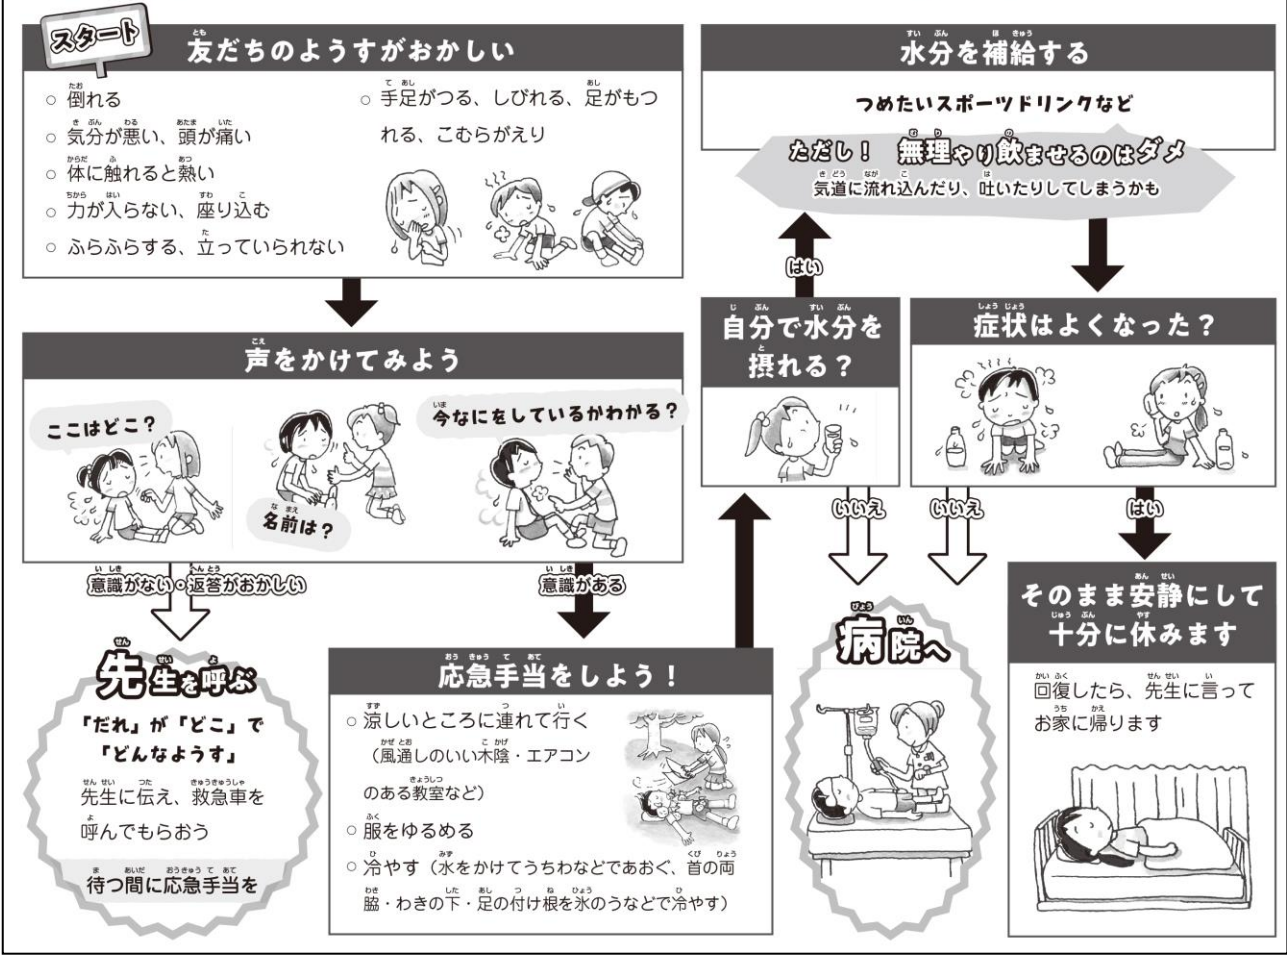 スタート
友だちのようすがおかしい
○ 倒れる
○ 気分が悪い、頭が痛い
○ 体に触れると熱い
○ 力が入らない、座り込む
○ ふらふらする、立っていられない
○ 手足がつる、しびれる、足がもつ
れる、こむらがえり
声をかけてみよう
ここはどこ？
名前は？
今なにをしているかわかる？
意識がない・返答がおかしい
意識がある
先生を呼ぶ
「だれ」が「どこ」で
「どんなようす」
先生に伝え、救急車を
呼んでもらおう
待つ間に応急手当を
応急手当をしよう！
○ 涼しいところに連れて行く
（風通しのいい木陰・エアコン
のある教室など）
○ 服をゆるめる
○ 冷やす（水をかけてうちわなどであおぐ、首の両
脇・わきの下・足の付け根を氷のうなどで冷やす）
自分で水分を
摂れる？
はい
いいえ
水分を補給する
つめたいスポーツドリンクなど
ただし！ 無理やり飲ませるのはダメ
気道に流れ込んだり、吐いたりしてしまうかも
症状はよくなった？
いいえ
はい
病院へ
そのまま安静にして
十分に休みます
回復したら、先生に言って
お家に帰ります